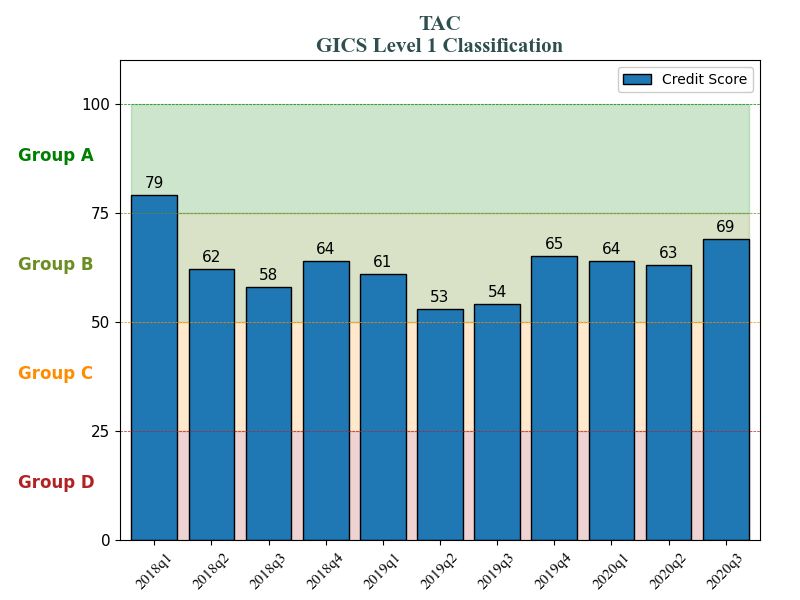 TAC
GICS Level 1 Classification
Credit Score
100
Group A
79
75
69
65
64
64
63
62
61
58
Group B
54
53
50
Group C
25
Group D
0
2018q1 2018q2 2018q3 2018q4 2019q1 2019q2 2019q3 2019q4 2020q1 2020q2 2020q3